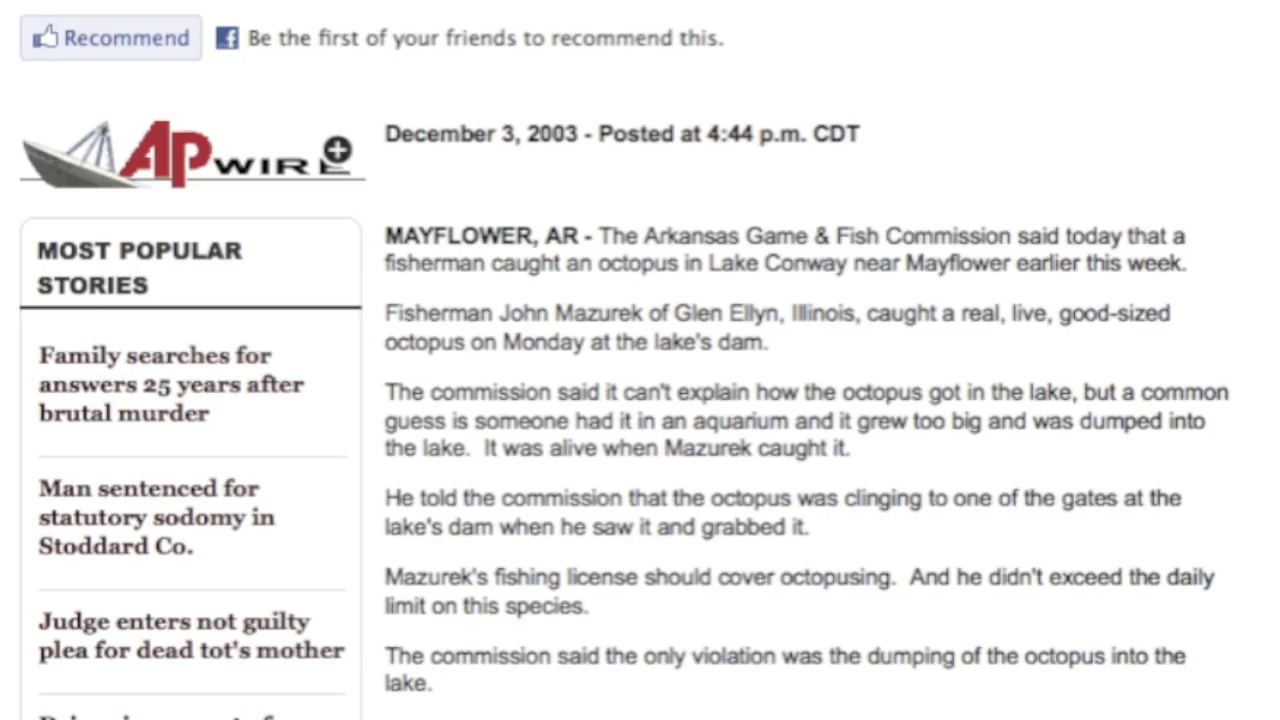 Recommend
Be the first of your friends to recommend this.
AP WIRE
December 3, 2003 - Posted at 4:44 p.m. CDT
MOST POPULAR
STORIES
Family searches for
answers 25 years after
brutal murder
Man sentenced for
statutory sodomy in
Stoddard Co.
Judge enters not guilty
plea for dead tot's mother
MAYFLOWER, AR - The Arkansas Game & Fish Commission said today that a
fisherman caught an octopus in Lake Conway near Mayflower earlier this week.
Fisherman John Mazurek of Glen Ellyn, Illinois, caught a real, live, good-sized
octopus on Monday at the lake's dam.
The commission said it can't explain how the octopus got in the lake, but a common
guess is someone had it in an aquarium and it grew too big and was dumped into
the lake.  It was alive when Mazurek caught it.
He told the commission that the octopus was clinging to one of the gates at the
lake's dam when he saw it and grabbed it.
Mazurek's fishing license should cover octopusing.  And he didn't exceed the daily
limit on this species.
The commission said the only violation was the dumping of the octopus into the
lake.